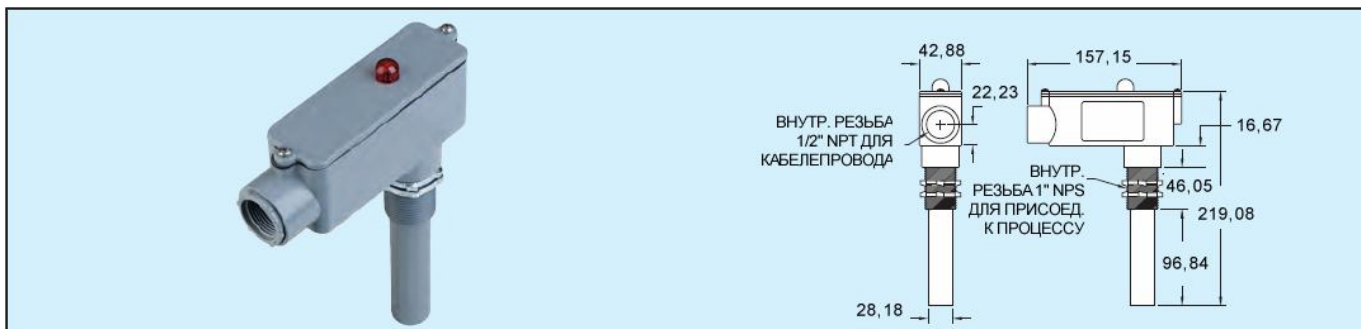 42,88
157,15
22,23
ВНУТР. РЕЗЬБА
1/2" NPT ДЛЯ
КАБЕЛЕПРОВОДА
16,67
ВНУТР.
РЕЗЬБА 1" NPS
ДЛЯ ПРИСОЕД.
К ПРОЦЕССУ
46,05
219,08
96,84
28,18